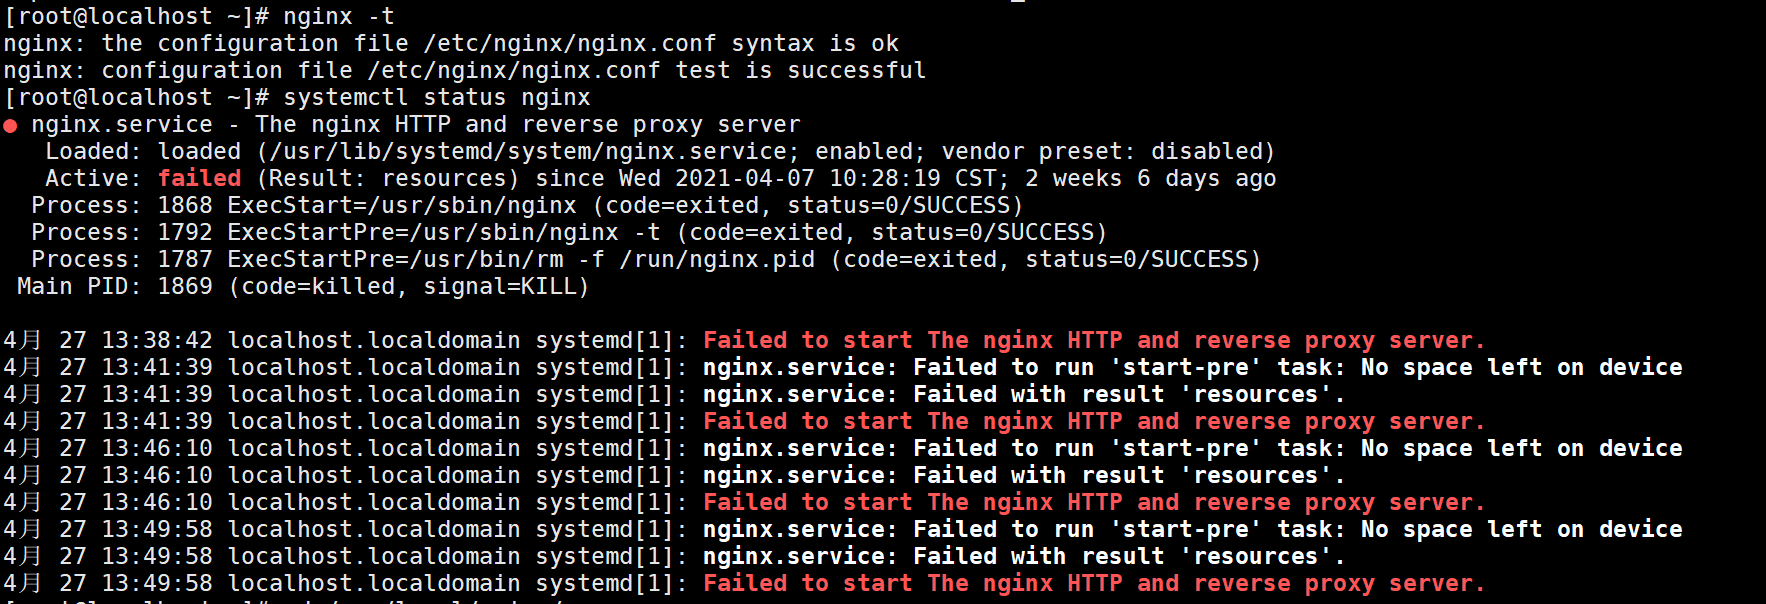 [root@localhost ~]# nginx -t
nginx: the configuration file /etc/nginx/nginx.conf syntax is ok
nginx: configuration file /etc/nginx/nginx.conf test is successful
[root@localhost ~]# systemctl status nginx
● nginx.service - The nginx HTTP and reverse proxy server
   Loaded: loaded (/usr/lib/systemd/system/nginx.service; enabled; vendor preset: disabled)
   Active: failed (Result: resources) since Wed 2021-04-07 10:28:19 CST; 2 weeks 6 days ago
  Process: 1868 ExecStart=/usr/sbin/nginx (code=exited, status=0/SUCCESS)
  Process: 1792 ExecStartPre=/usr/sbin/nginx -t (code=exited, status=0/SUCCESS)
  Process: 1787 ExecStartPre=/usr/bin/rm -f /run/nginx.pid (code=exited, status=0/SUCCESS)
 Main PID: 1869 (code=killed, signal=KILL)
4月 27 13:38:42 localhost.localdomain systemd[1]: Failed to start The nginx HTTP and reverse proxy server.
4月 27 13:41:39 localhost.localdomain systemd[1]: nginx.service: Failed to run 'start-pre' task: No space left on device
4月 27 13:41:39 localhost.localdomain systemd[1]: nginx.service: Failed with result 'resources'.
4月 27 13:41:39 localhost.localdomain systemd[1]: Failed to start The nginx HTTP and reverse proxy server.
4月 27 13:46:10 localhost.localdomain systemd[1]: nginx.service: Failed to run 'start-pre' task: No space left on device
4月 27 13:46:10 localhost.localdomain systemd[1]: nginx.service: Failed with result 'resources'.
4月 27 13:46:10 localhost.localdomain systemd[1]: Failed to start The nginx HTTP and reverse proxy server.
4月 27 13:49:58 localhost.localdomain systemd[1]: nginx.service: Failed to run 'start-pre' task: No space left on device
4月 27 13:49:58 localhost.localdomain systemd[1]: nginx.service: Failed with result 'resources'.
4月 27 13:49:58 localhost.localdomain systemd[1]: Failed to start The nginx HTTP and reverse proxy server.